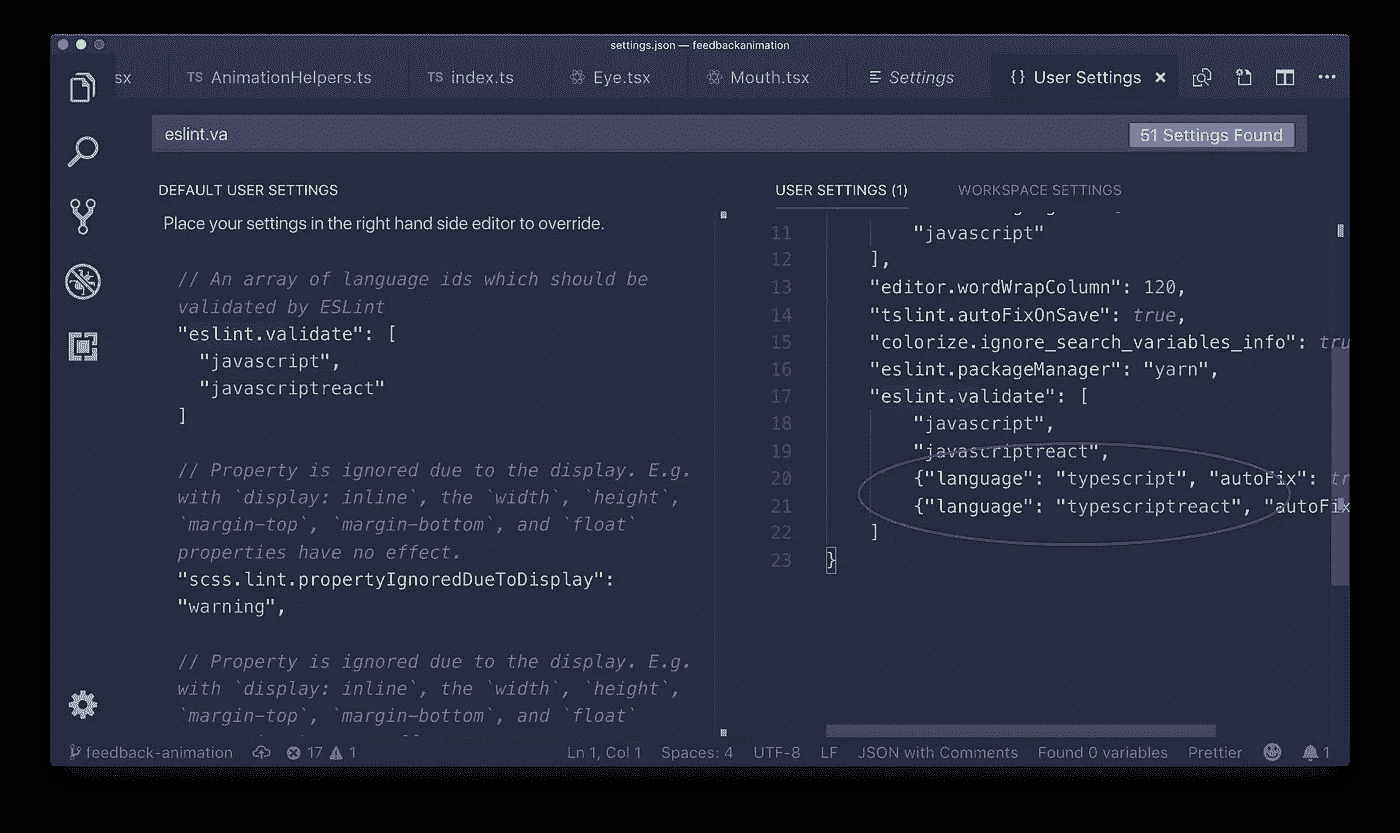 settings.json — feedbackanimation
sx TS AnimationHelpers.ts TS index.ts Eye.tsx Mouth.tsx Settings {} User Settings ×
eslint.va 51 Settings Found
DEFAULT USER SETTINGS
Place your settings in the right hand side editor to override.
// An array of language ids which should be
validated by ESLint
"eslint.validate": [
"javascript",
"javascriptreact"
]
// Property is ignored due to the display. E.g.
with `display: inline`, the `width`, `height`,
`margin-top`, `margin-bottom`, and `float`
properties have no effect.
"scss.lint.propertyIgnoredDueToDisplay":
"warning",
// Property is ignored due to the display. E.g.
with `display: inline`, the `width`, `height`,
`margin-top`, `margin-bottom`, and `float`
USER SETTINGS (1) WORKSPACE SETTINGS
11 "javascript"
12 ],
13 "editor.wordWrapColumn": 120,
14 "tslint.autoFixOnSave": true,
15 "colorize.ignore_search_variables_info": tru
16 "eslint.packageManager": "yarn",
17 "eslint.validate": [
18 "javascript",
19 "javascriptreact",
20 {"language": "typescript", "autoFix": tr
21 {"language": "typescriptreact", "autoFix
22 ]
23 }
feedback-animation 17 1 Ln 1, Col 1 Spaces: 4 UTF-8 LF JSON with Comments Found 0 variables Prettier 1